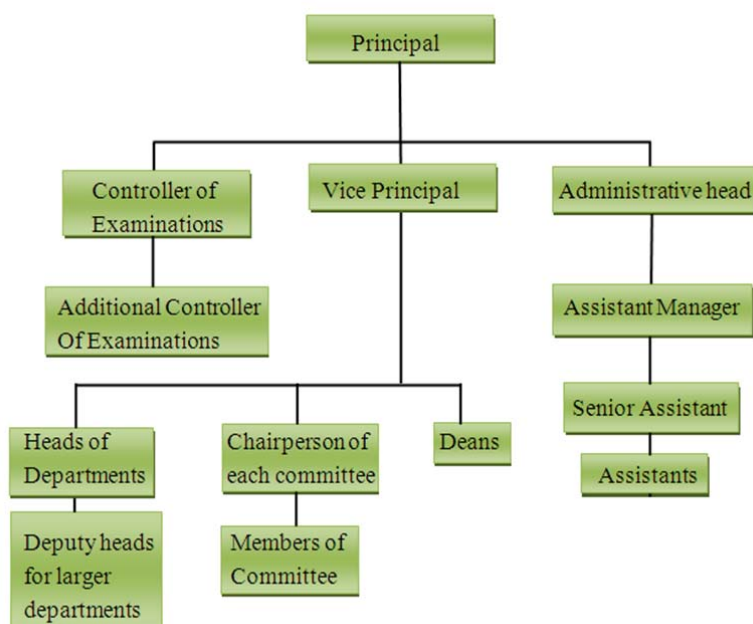 Principal
Controller of
Examinations
Vice Principal
Administrative head
Additional Controller
Of Examinations
Assistant Manager
Senior Assistant
Assistants
Heads of
Departments
Chairperson of
each committee
Deans
Deputy heads
for larger
departments
Members of
Committee